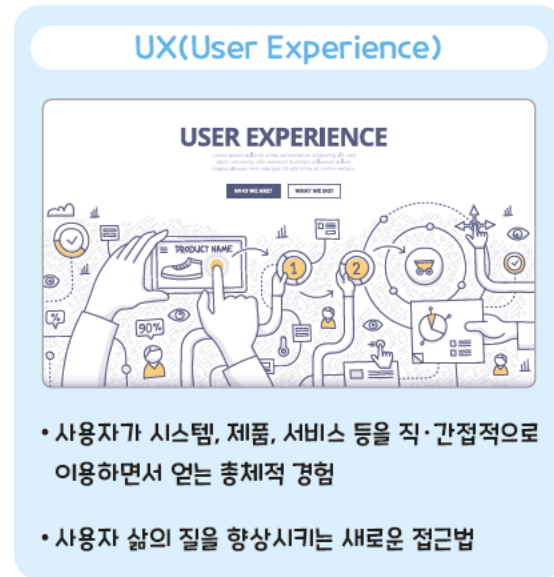 UX(User Experience)
USER EXPERIENCE
WHO WE ARE?
WHAT WE DO?
PRODUCT NAME
1
2
%
90%
• 사용자가 시스템, 제품, 서비스 등을 직·간접적으로
이용하면서 얻는 총체적 경험
• 사용자 삶의 질을 향상시키는 새로운 접근법